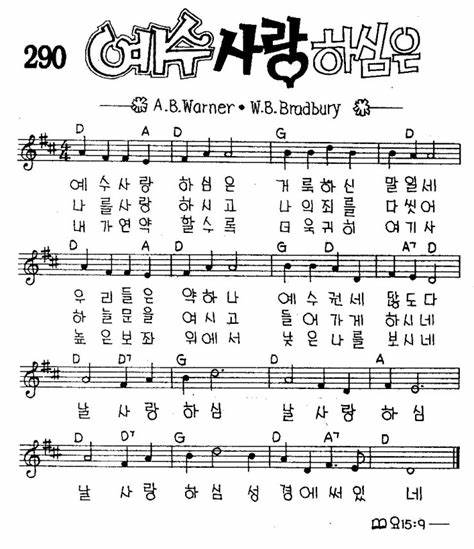 290 예수 사랑 하심은
A.B.Warner • W.B.Bradbury
D A D G D
예수사랑 하심은 거룩하신 말일세
나를사랑 하시고 나의죄를 다씻어
내가연약 할수록 더욱귀히 여기사
D D G D A7 D
우리들은 약하나 예수권세 많도다
하늘문을 여시고 들어가게 하시네
높은보좌 위에서 낮은나를 보시네
D D7 G D A
날사랑하심 날사랑하심
D D7 G D A7 D
날사랑하심 성경에써있네
요15:9